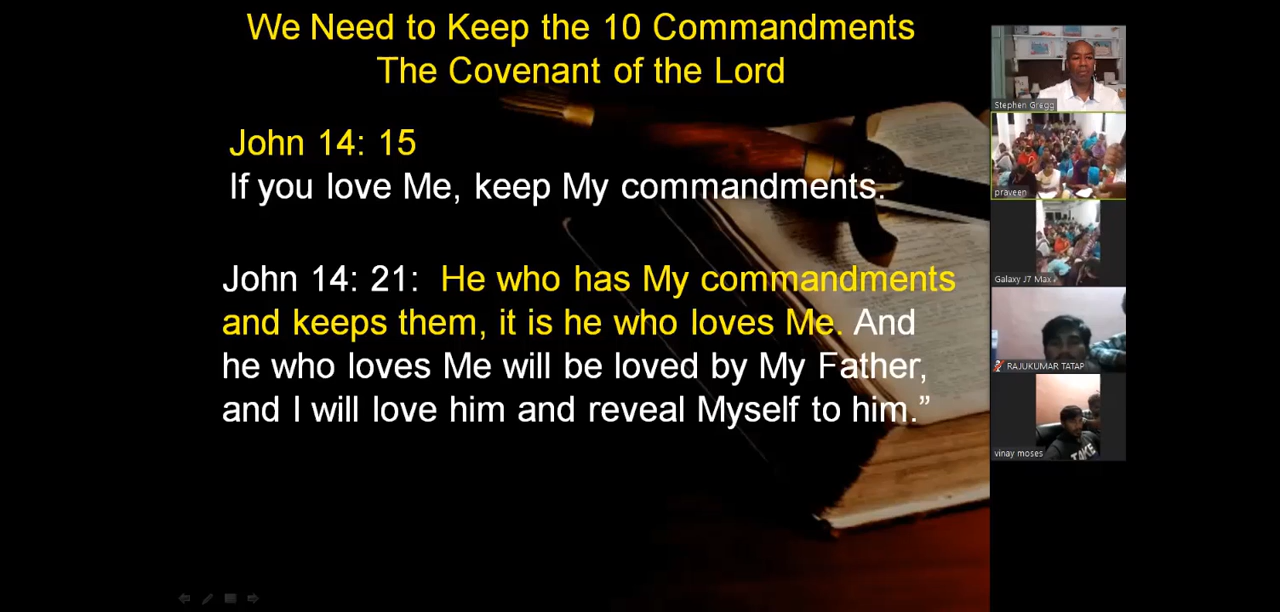 We Need to Keep the 10 Commandments
The Covenant of the Lord
John 14: 15
If you love Me, keep My commandments.
John 14: 21: He who has My commandments
and keeps them, it is he who loves Me. And
he who loves Me will be loved by My Father,
and I will love him and reveal Myself to him.”
Stephen Gregg
praveen
Galaxy J7 Max
RAJUKUMAR TATAP
TAKE
vinay moses